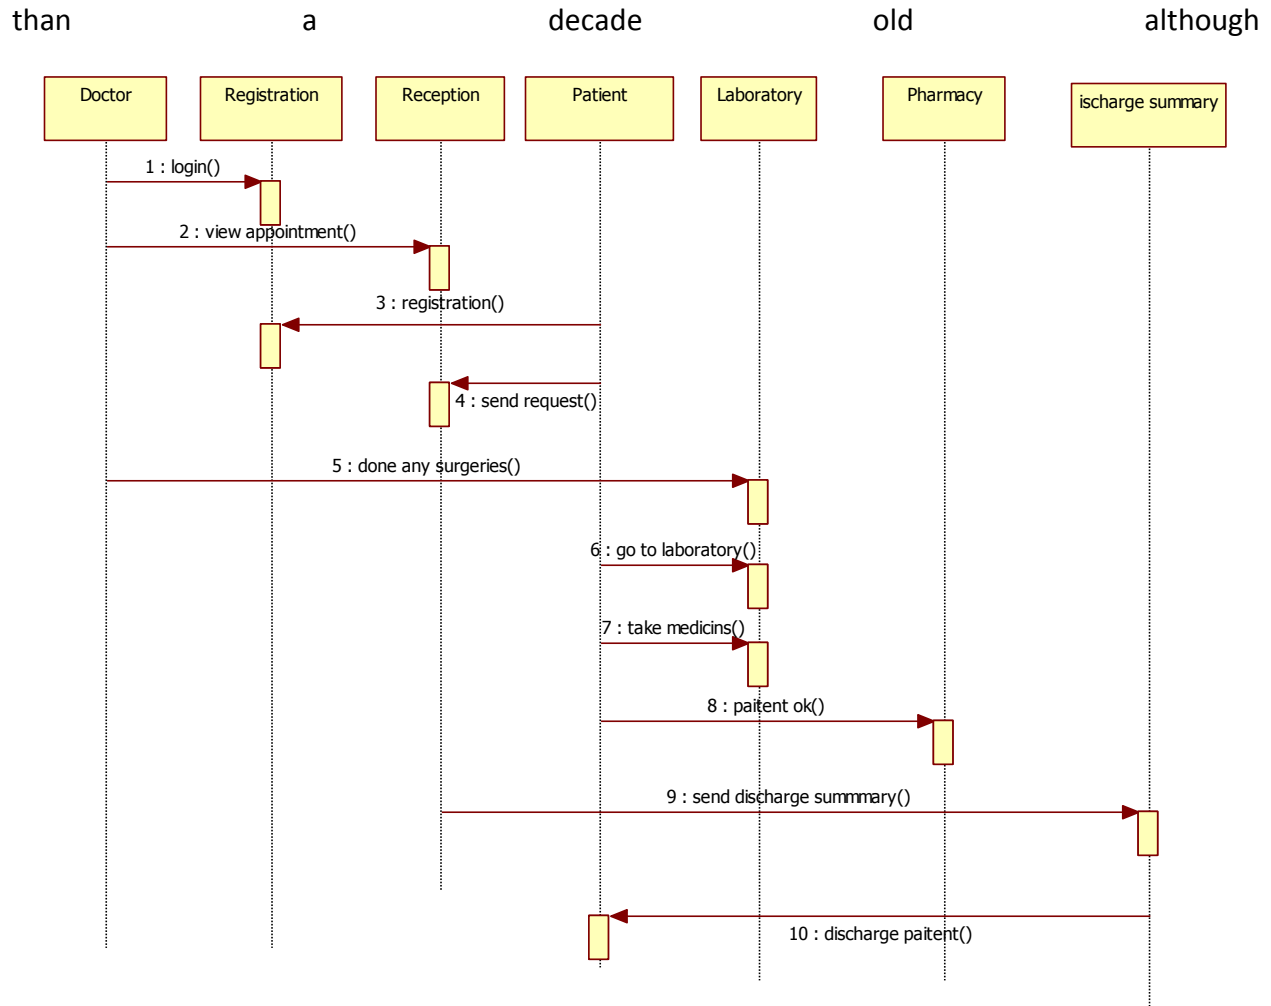 than a decade old although
Doctor Registration Reception Patient Laboratory Pharmacy ischarge summary
1 : login()
2 : view appointment()
3 : registration()
4 : send request()
5 : done any surgeries()
6 : go to laboratory()
7 : take medicins()
8 : paitent ok()
9 : send discharge summmary()
10 : discharge paitent()